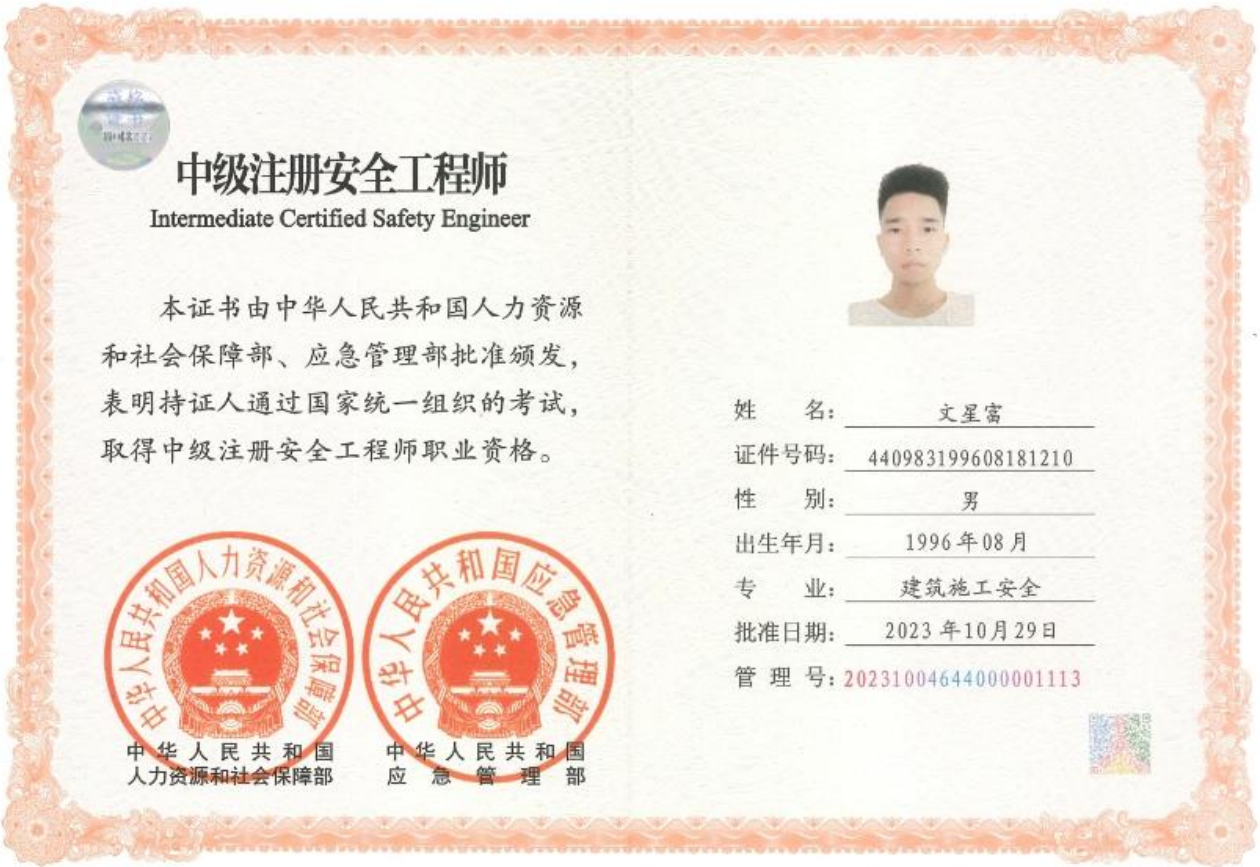 中级注册安全工程师
Intermediate Certified Safety Engineer
本证书由中华人民共和国人力资源
和社会保障部、应急管理部批准颁发，
表明持证人通过国家统一组织的考试，
取得中级注册安全工程师职业资格。
中华人民共和国人力资源和社会保障部
中华人民共和国应急管理部
中华人民共和国
人力资源和社会保障部
中华人民共和国
应急管理部
姓名：文星富
证件号码：440983199608181210
性别：男
出生年月：1996年08月
专业：建筑施工安全
批准日期：2023年10月29日
管理号：20231004644000001113